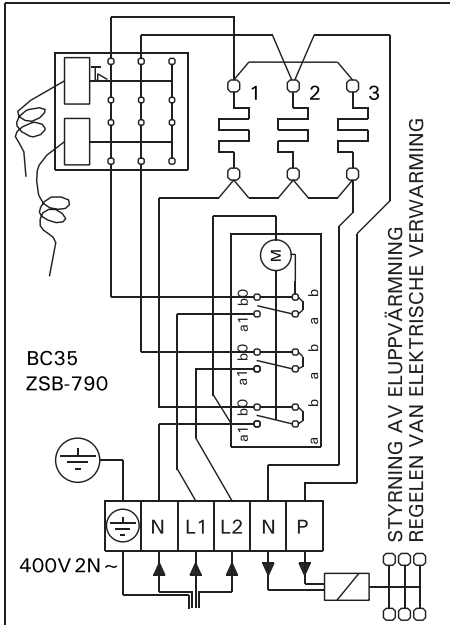 1 2 3
M
b0 b
a1 a
b0 b
a1 a
b0 b
a1 a
BC35
ZSB-790
N L1 L2 N P
400V 2N~
STYRNING AV ELUPPVÄRMNING
REGELEN VAN ELEKTRISCHE VERWARMING